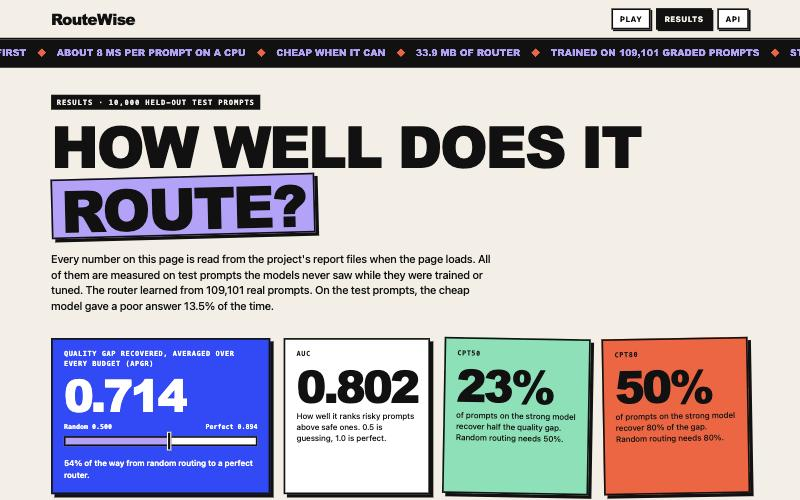 RouteWise
PLAY RESULTS API
FIRST ◆ ABOUT 8 MS PER PROMPT ON A CPU ◆ CHEAP WHEN IT CAN ◆ 33.9 MB OF ROUTER ◆ TRAINED ON 109,101 GRADED PROMPTS ◆
RESULTS · 10,000 HELD-OUT TEST PROMPTS
HOW WELL DOES IT
ROUTE?
Every number on this page is read from the project's report files when the page loads. All
of them are measured on test prompts the models never saw while they were trained or
tuned. The router learned from 109,101 real prompts. On the test prompts, the cheap
model gave a poor answer 13.5% of the time.
QUALITY GAP RECOVERED, AVERAGED OVER
EVERY BUDGET (APGR)
0.714
Random 0.500 Perfect 0.894
54% of the way from random routing to a perfect
router.
AUC
0.802
How well it ranks risky prompts
above safe ones. 0.5 is
guessing, 1.0 is perfect.
CPT50
23%
of prompts on the strong model
recover half the quality gap.
Random routing needs 50%.
CPT80
50%
of prompts on the strong model
recover 80% of the gap.
Random routing needs 80%.